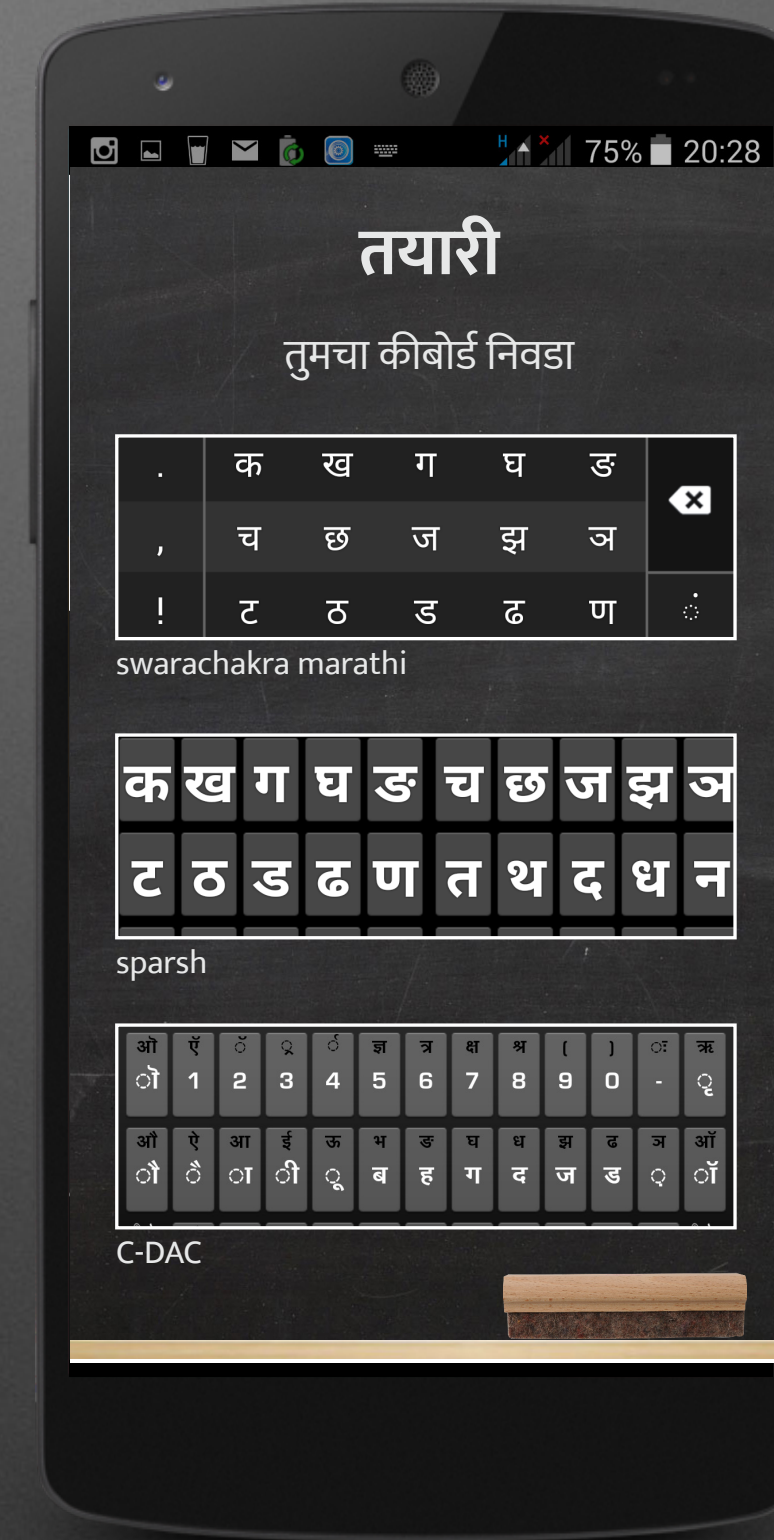 H 75% 20:28
तयारी
तुमचा कीबोर्ड निवडा
. क ख ग घ ङ
, च छ ज झ ञ
! ट ठ ड ढ ण ं
swarachakra marathi
क ख ग घ ङ च छ ज झ ञ
ट ठ ड ढ ण त थ द ध न
sparsh
ऒ ऍ ॅ ्र र्
ज्ञ त्र क्ष श्र ( ) ः ऋ
ॊ 1 2 3 4 5 6 7 8 9 0 - ृ
औ ऐ आ ई ऊ भ ङ घ ध झ ढ ञ ऑ
ौ ै ा ी ू ब ह ग द ज ड ़ ॉ
C-DAC